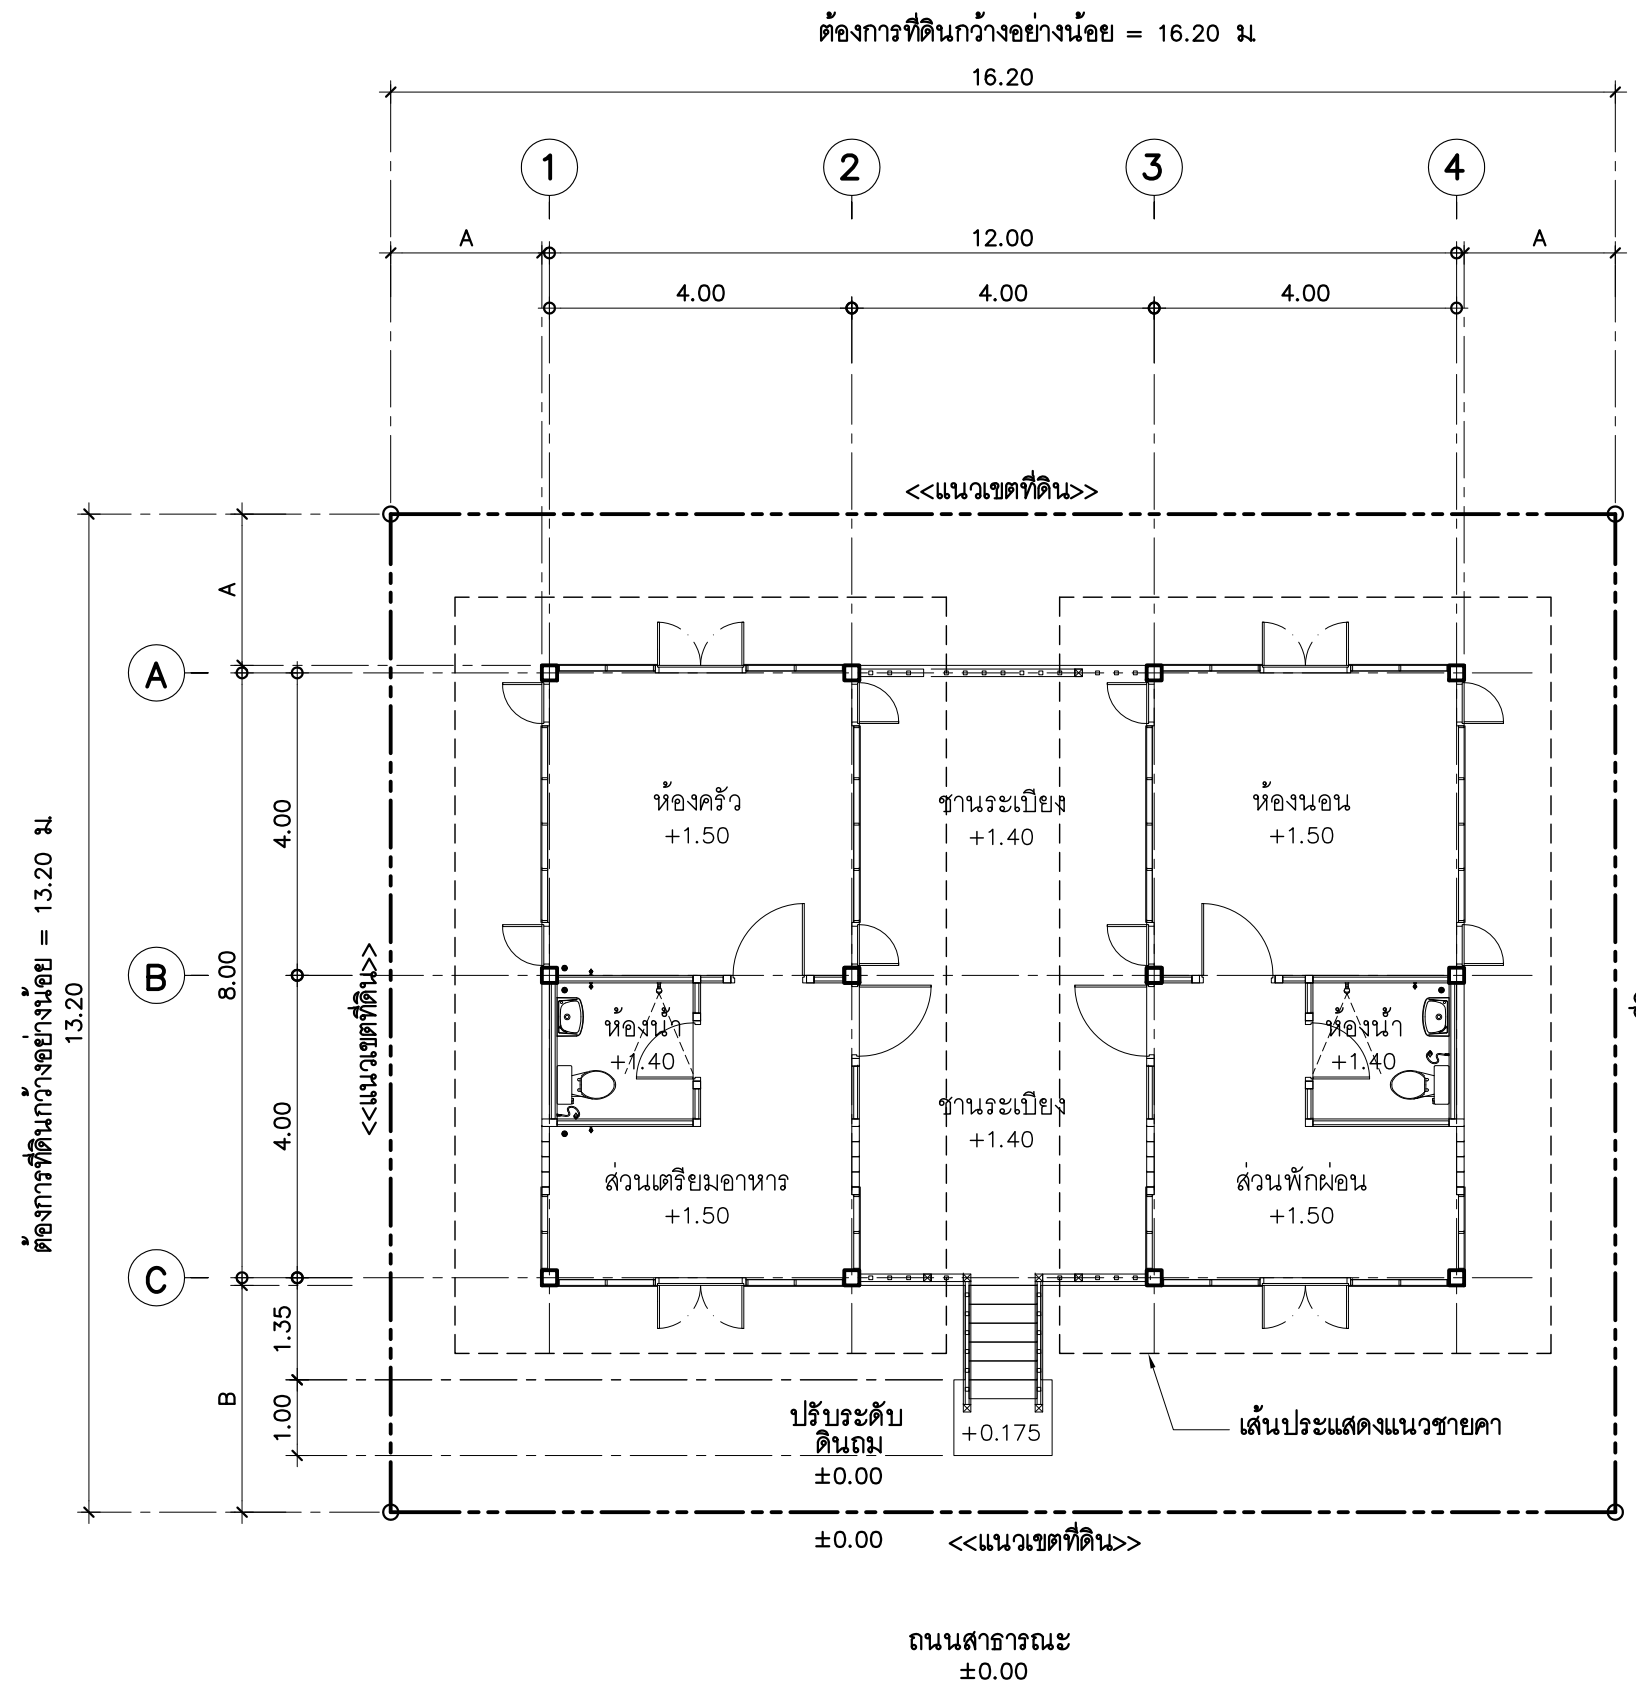 ต้องการที่ดินกว้างอย่างน้อย = 16.20 ม.
16.20
1 2 3 4
A 12.00 A
4.00 4.00 4.00
<<แนวเขตที่ดิน>>
A
A
ห้องครัว
+1.50
ชานระเบียง
+1.40
ห้องนอน
+1.50
4.00
ต้องการที่ดินกว้างอย่างน้อย = 13.20 ม.
13.20
8.00
B
<<แนวเขตที่ดิน>>
ห้องน้ำ
+1.40
ห้องน้ำ
+1.40
4.00
ชานระเบียง
+1.40
ส่วนเตรียมอาหาร
+1.50
ส่วนพักผ่อน
+1.50
C
1.35
B
1.00
ปรับระดับ
ดินถม
±0.00
+0.175
เส้นประแสดงแนวชายคา
±0.00
<<แนวเขตที่ดิน>>
ถนนสาธารณะ
±0.00